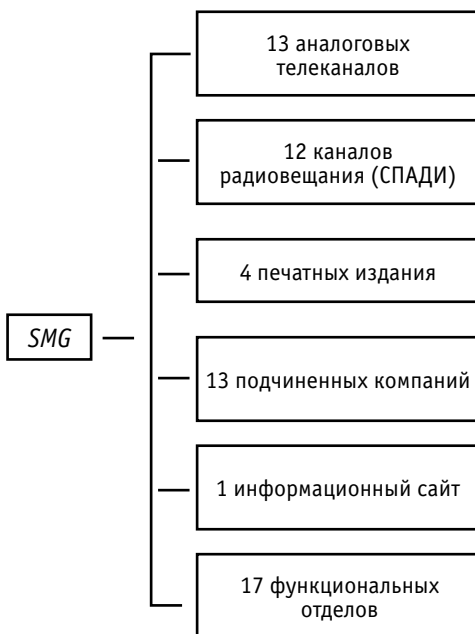 13 аналоговых
телеканалов
12 каналов
радиовещания (СПАДИ)
4 печатных издания
SMG
13 подчиненных компаний
1 информационный сайт
17 функциональных
отделов